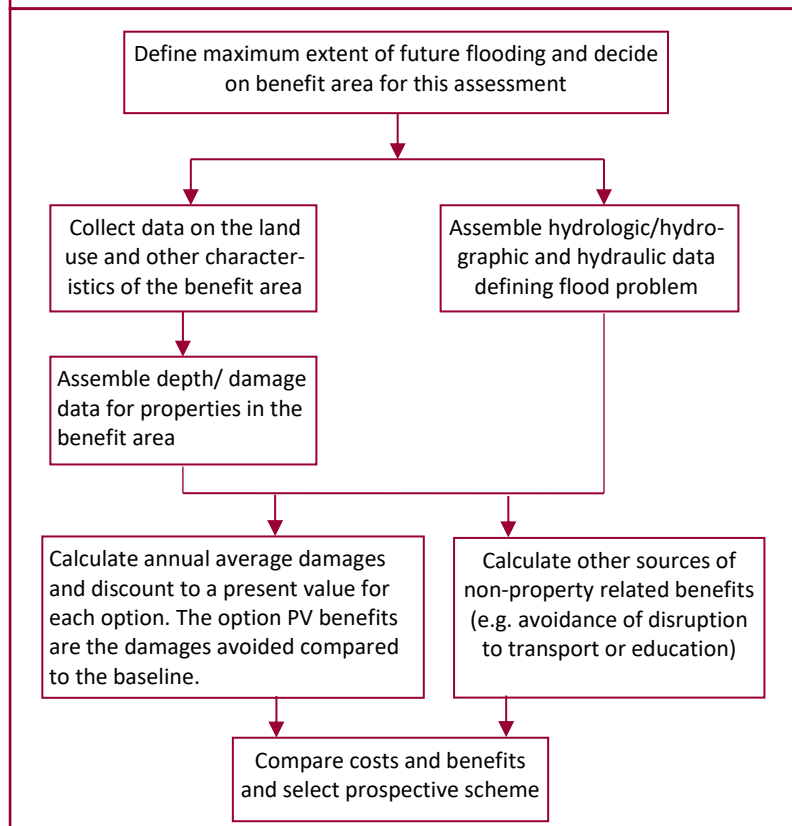 Define maximum extent of future flooding and decide
on benefit area for this assessment
Collect data on the land
use and other character-
istics of the benefit area
Assemble hydrologic/hydro-
graphic and hydraulic data
defining flood problem
Assemble depth/ damage
data for properties in the
benefit area
Calculate annual average damages
and discount to a present value for
each option. The option PV benefits
are the damages avoided compared
to the baseline.
Calculate other sources of
non-property related benefits
(e.g. avoidance of disruption
to transport or education)
Compare costs and benefits
and select prospective scheme